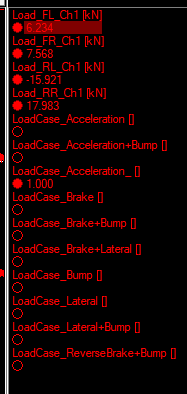 Load_FL_Ch1 [kN]
6.234
Load_FR_Ch1 [kN]
7.568
Load_RL_Ch1 [kN]
-15.921
Load_RR_Ch1 [kN]
17.983
LoadCase_Acceleration []
LoadCase_Acceleration+Bump []
LoadCase_Acceleration_ []
1.000
LoadCase_Brake []
LoadCase_Brake+Bump []
LoadCase_Brake+Lateral []
LoadCase_Bump []
LoadCase_Lateral []
LoadCase_Lateral+Bump []
LoadCase_ReverseBrake+Bump []